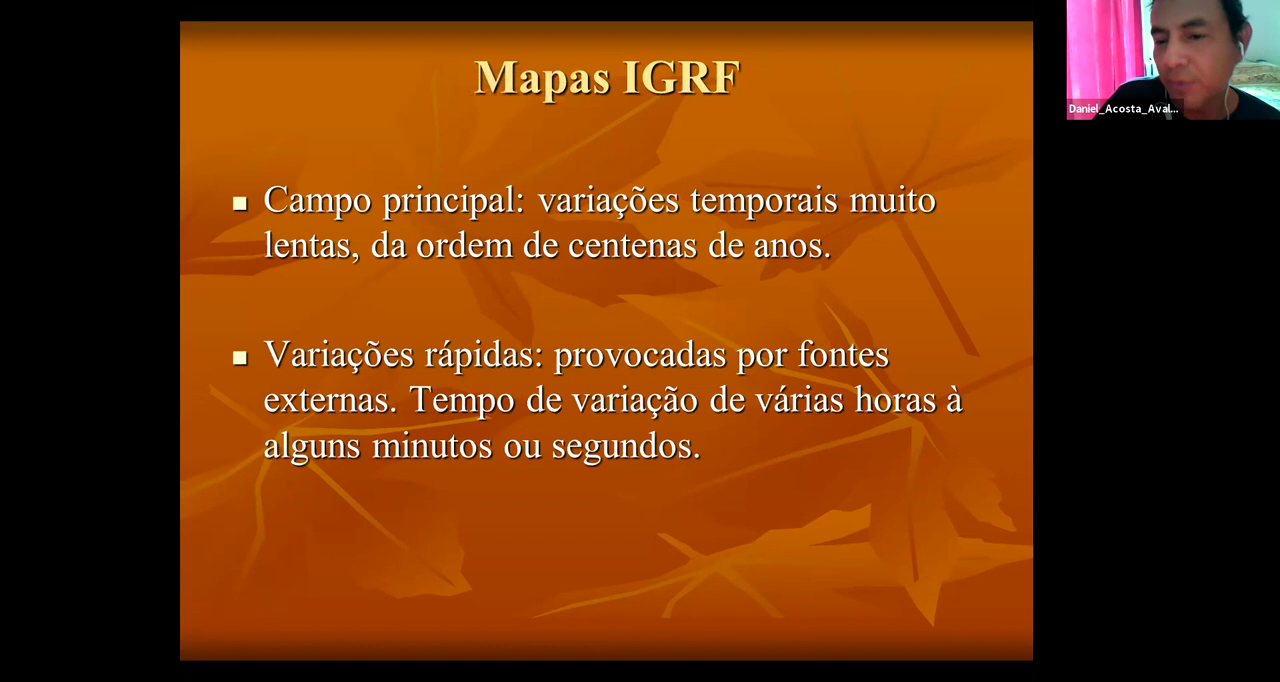 Mapas IGRF
Daniel_Acosta_Aval...
Campo principal: variações temporais muito
lentas, da ordem de centenas de anos.
Variações rápidas: provocadas por fontes
externas. Tempo de variação de várias horas à
alguns minutos ou segundos.